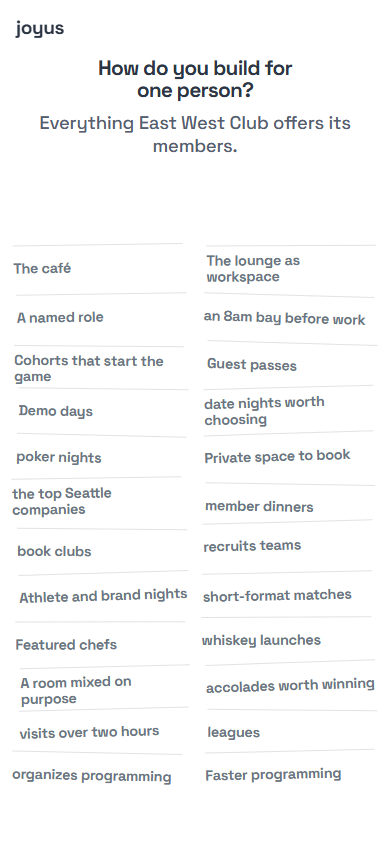 joyus
How do you build for
one person?
Everything East West Club offers its
members.
The café
The lounge as
workspace
A named role
an 8am bay before work
Cohorts that start the
game
Guest passes
Demo days
date nights worth
choosing
poker nights
Private space to book
the top Seattle
companies
member dinners
book clubs
recruits teams
Athlete and brand nights
short-format matches
Featured chefs
whiskey launches
A room mixed on
purpose
accolades worth winning
visits over two hours
leagues
organizes programming
Faster programming